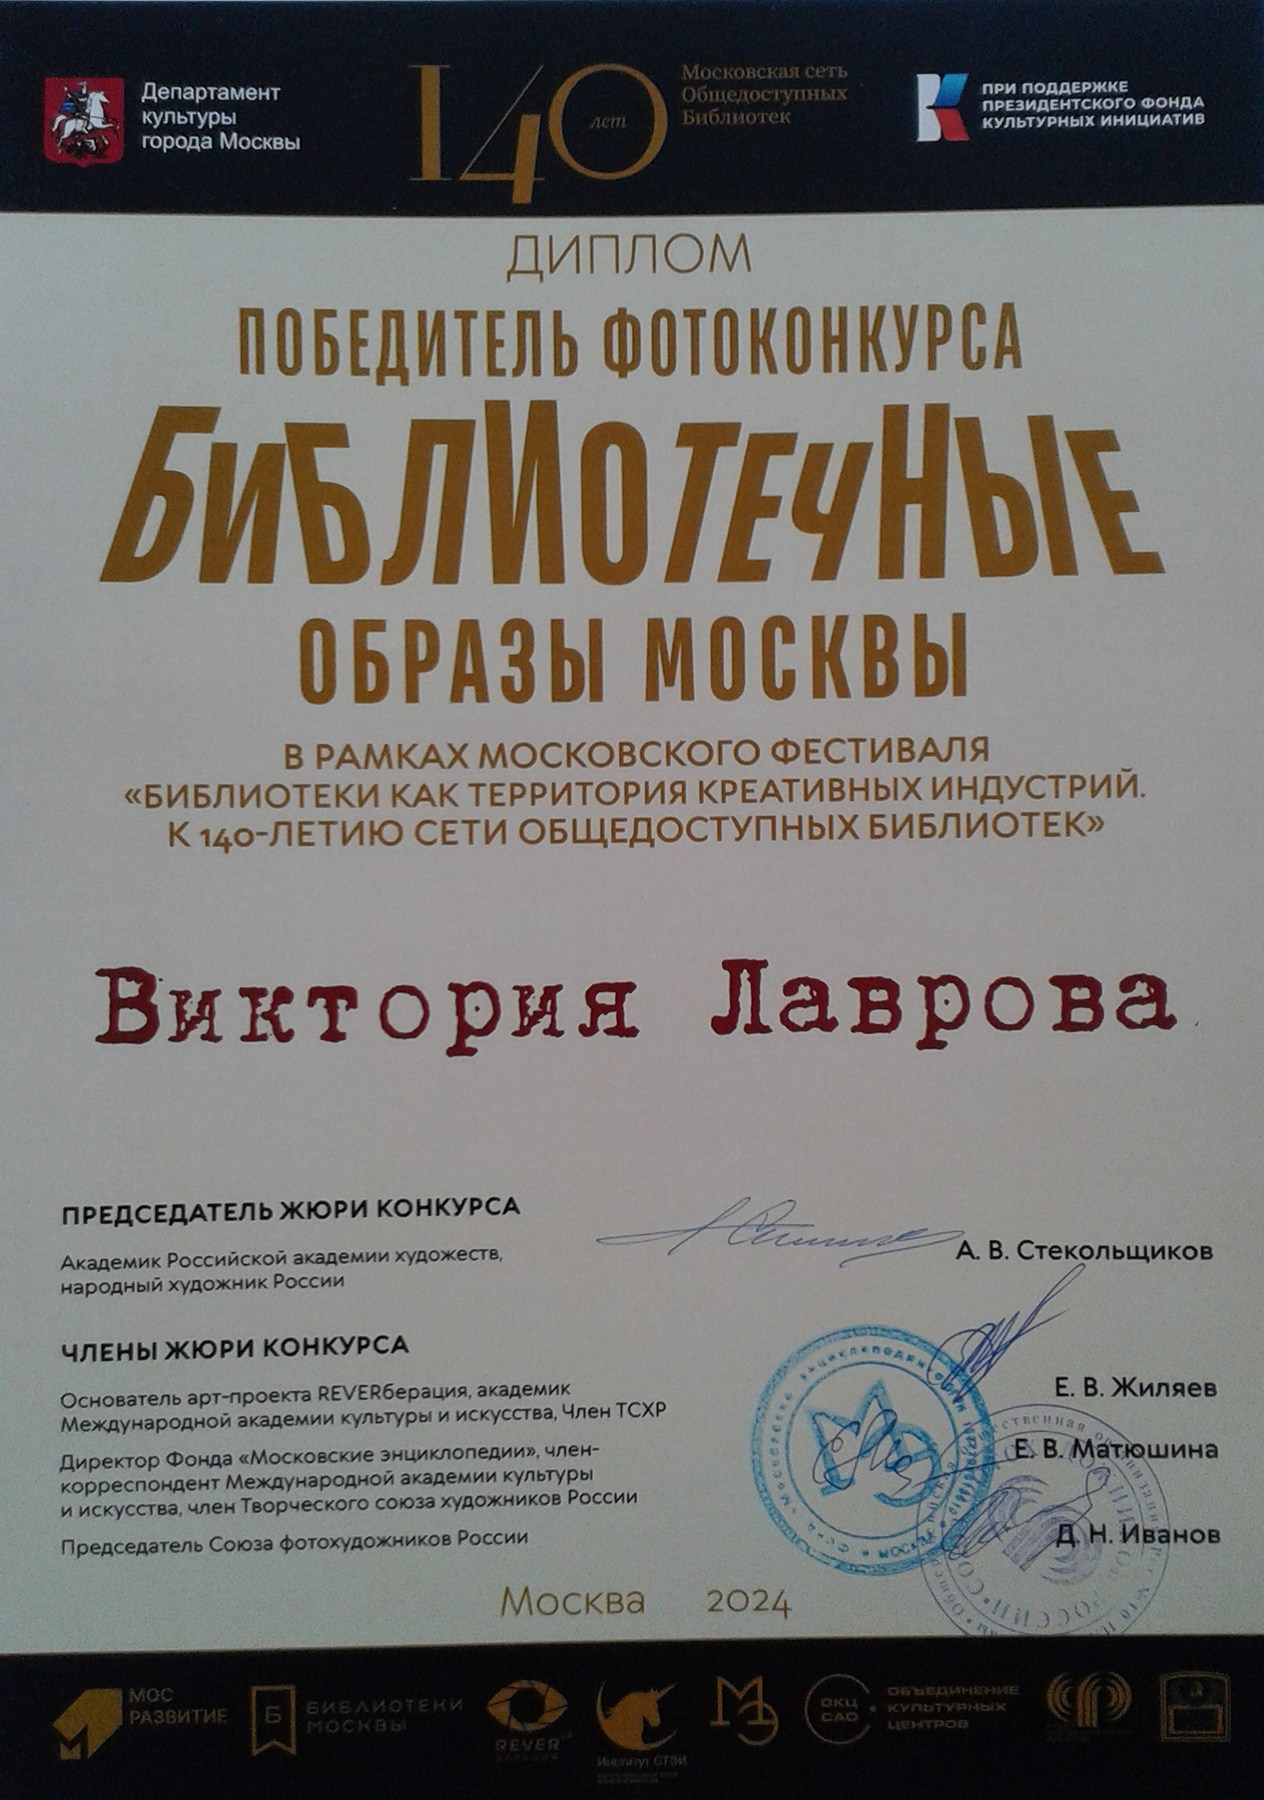 Департамент
культуры
города Москвы
140
лет
Московская сеть
Общедоступных
Библиотек
ПРИ ПОДДЕРЖКЕ
ПРЕЗИДЕНТСКОГО ФОНДА
КУЛЬТУРНЫХ ИНИЦИАТИВ
ДИПЛОМ
ПОБЕДИТЕЛЬ ФОТОКОНКУРСА
БИБЛИОТЕЧНЫЕ
ОБРАЗЫ МОСКВЫ
В РАМКАХ МОСКОВСКОГО ФЕСТИВАЛЯ
«БИБЛИОТЕКИ КАК ТЕРРИТОРИЯ КРЕАТИВНЫХ ИНДУСТРИЙ.
К 140-ЛЕТИЮ СЕТИ ОБЩЕДОСТУПНЫХ БИБЛИОТЕК»
Виктория Лаврова
ПРЕДСЕДАТЕЛЬ ЖЮРИ КОНКУРСА
Академик Российской академии художеств,
народный художник России
А. В. Стекольщиков
ЧЛЕНЫ ЖЮРИ КОНКУРСА
Основатель арт-проекта REVERберация, академик
Международной академии культуры и искусства, Член ТСХР
Е. В. Жиляев
Директор Фонда «Московские энциклопедии», член-
корреспондент Международной академии культуры
и искусства, член Творческого союза художников России
Е. В. Матюшина
Председатель Союза фотохудожников России
Д. Н. Иванов
Москва 2024
МОС
РАЗВИТИЕ
Б
БИБЛИОТЕКИ
МОСКВЫ
REVER
Институт СТЭИ
МЭ
ОКЦ
САО
ОБЪЕДИНЕНИЕ
КУЛЬТУРНЫХ
ЦЕНТРОВ